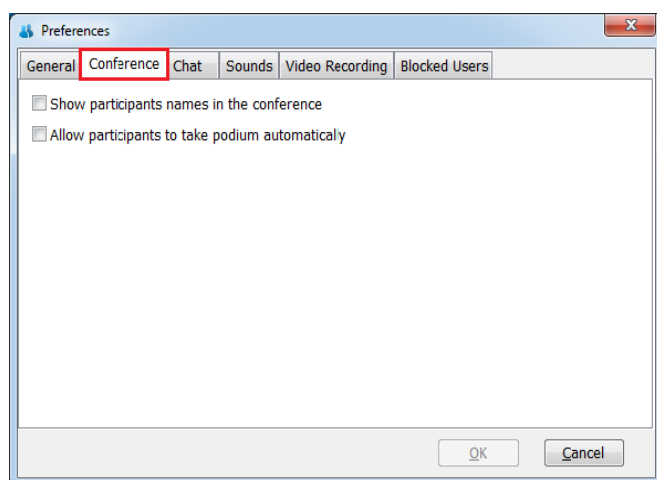 Preferences
General Conference Chat Sounds Video Recording Blocked Users
Show participants names in the conference
Allow participants to take podium automatically
OK Cancel